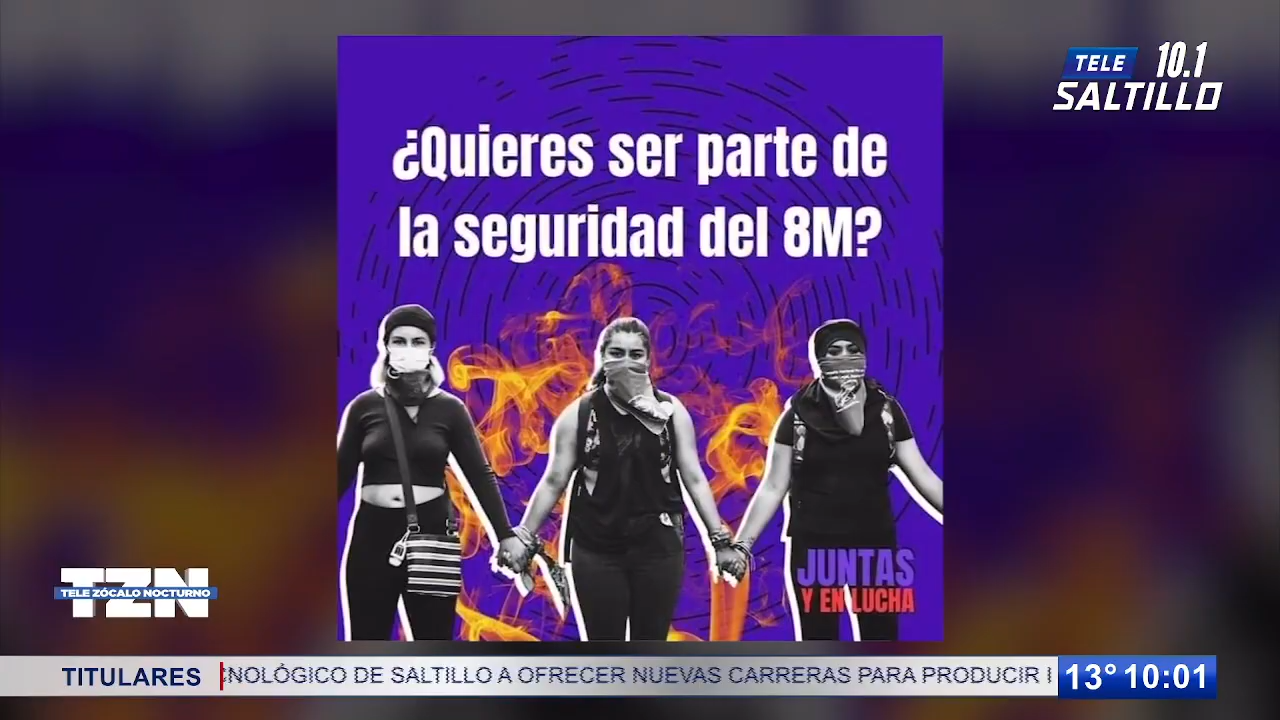 TELE 10.1
SALTILLO
¿Quieres ser parte de
la seguridad del 8M?
JUNTAS
Y EN LUCHA
TZN
TELE ZÓCALO NOCTURNO
TITULARES
NOLÓGICO DE SALTILLO A OFRECER NUEVAS CARRERAS PARA PRODUCIR
13° 10:01